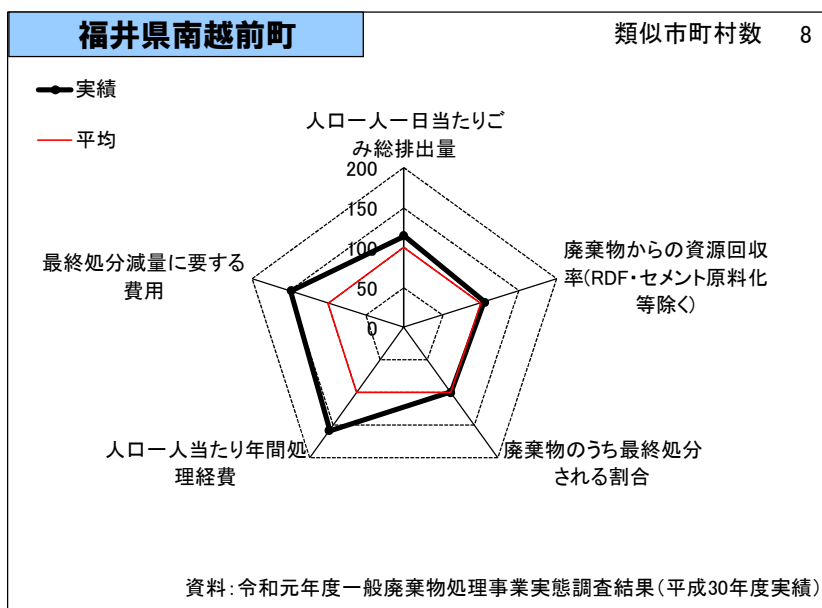 福井県南越前町
類似市町村数 8
実績
平均
人口一人一日当たりご
み総排出量
200
150
100
50
0
廃棄物からの資源回収
率(RDF・セメント原料化
等除く)
最終処分減量に要する
費用
人口一人当たり年間処
理経費
廃棄物のうち最終処分
される割合
資料:令和元年度一般廃棄物処理事業実態調査結果(平成30年度実績)